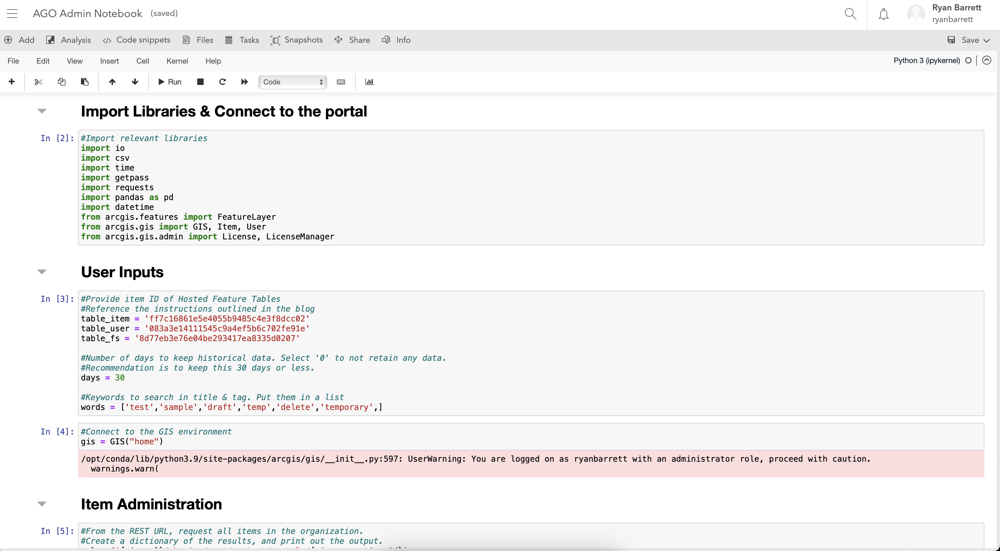 AGO Admin Notebook (saved)
Ryan Barrett
ryanbarrett
Add Analysis </> Code snippets Files Tasks Snapshots Share Info Save
File Edit View Insert Cell Kernel Help Python 3 (ipykernel)
Run Code
Import Libraries & Connect to the portal
In [2]: #Import relevant libraries
import io
import csv
import time
import getpass
import requests
import pandas as pd
import datetime
from arcgis.features import FeatureLayer
from arcgis.gis import GIS, Item, User
from arcgis.gis.admin import License, LicenseManager
User Inputs
In [3]: #Provide item ID of Hosted Feature Tables
#Reference the instructions outlined in the blog
table_item = 'ff7c16861e5e4055b9485c4e3f8dcc02'
table_user = '083a3e14111545c9a4ef5b6c702fe91e'
table_fs = '8d77eb3e76e04be293417ea8335d0207'
#Number of days to keep historical data. Select '0' to not retain any data.
#Recommendation is to keep this 30 days or less.
days = 30
#Keywords to search in title & tag. Put them in a list
words = ['test','sample','draft','temp','delete','temporary',]
In [4]: #Connect to the GIS environment
gis = GIS("home")
/opt/conda/lib/python3.9/site-packages/arcgis/gis/__init__.py:597: UserWarning: You are logged on as ryanbarrett with an administrator role, proceed with caution.
warnings.warn(
Item Administration
In [5]: #From the REST URL, request all items in the organization.
#Create a dictionary of the results, and print out the output.